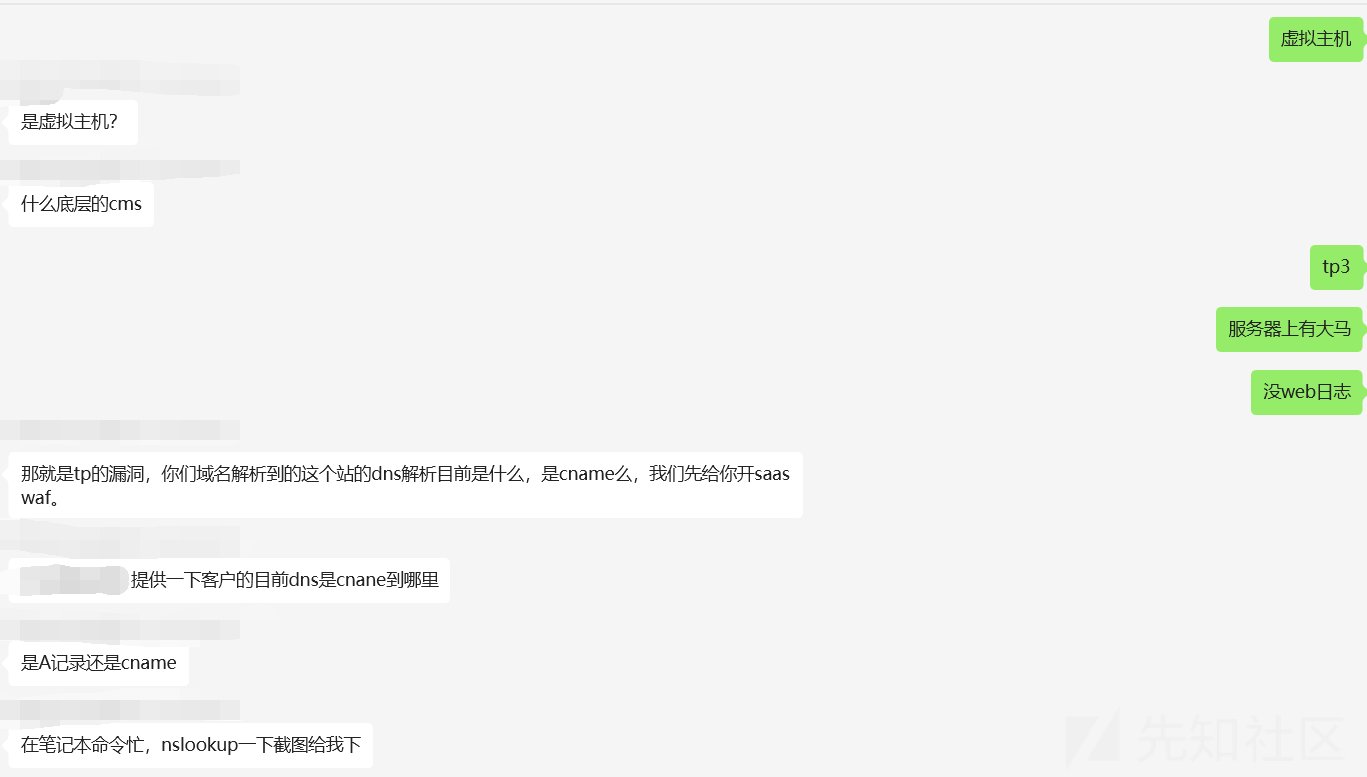 虚拟主机
是虚拟主机？
什么底层的cms
tp3
服务器上有大马
没web日志
那就是tp的漏洞，你们域名解析到的这个站的dns解析目前是什么，是cname么，我们先给你开saas
waf。
提供一下客户的目前dns是cnane到哪里
是A记录还是cname
在笔记本命令忙，nslookup一下截图给我下
先知社区